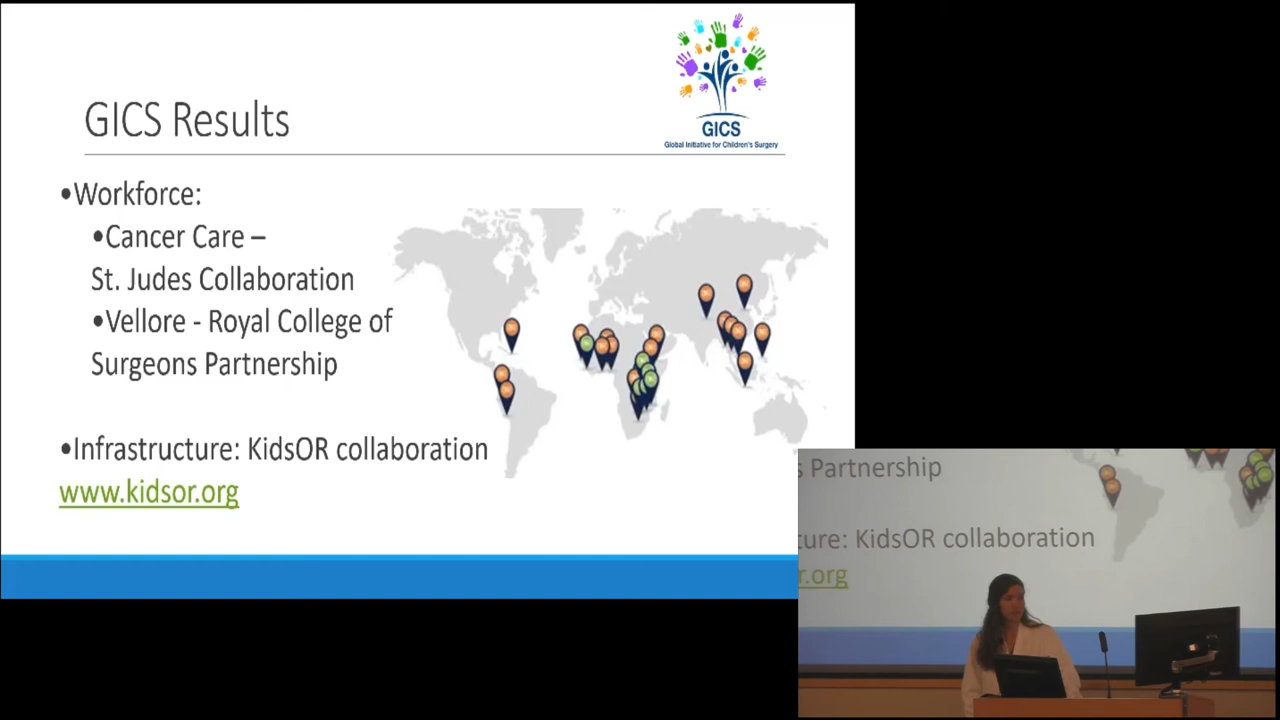 GICS
Global Initiative for Children's Surgery
GICS Results
•Workforce:
•Cancer Care –
St. Judes Collaboration
•Vellore - Royal College of
Surgeons Partnership
•Infrastructure: KidsOR collaboration
www.kidsor.org
s Partnership
ture: KidsOR collaboration
r.org